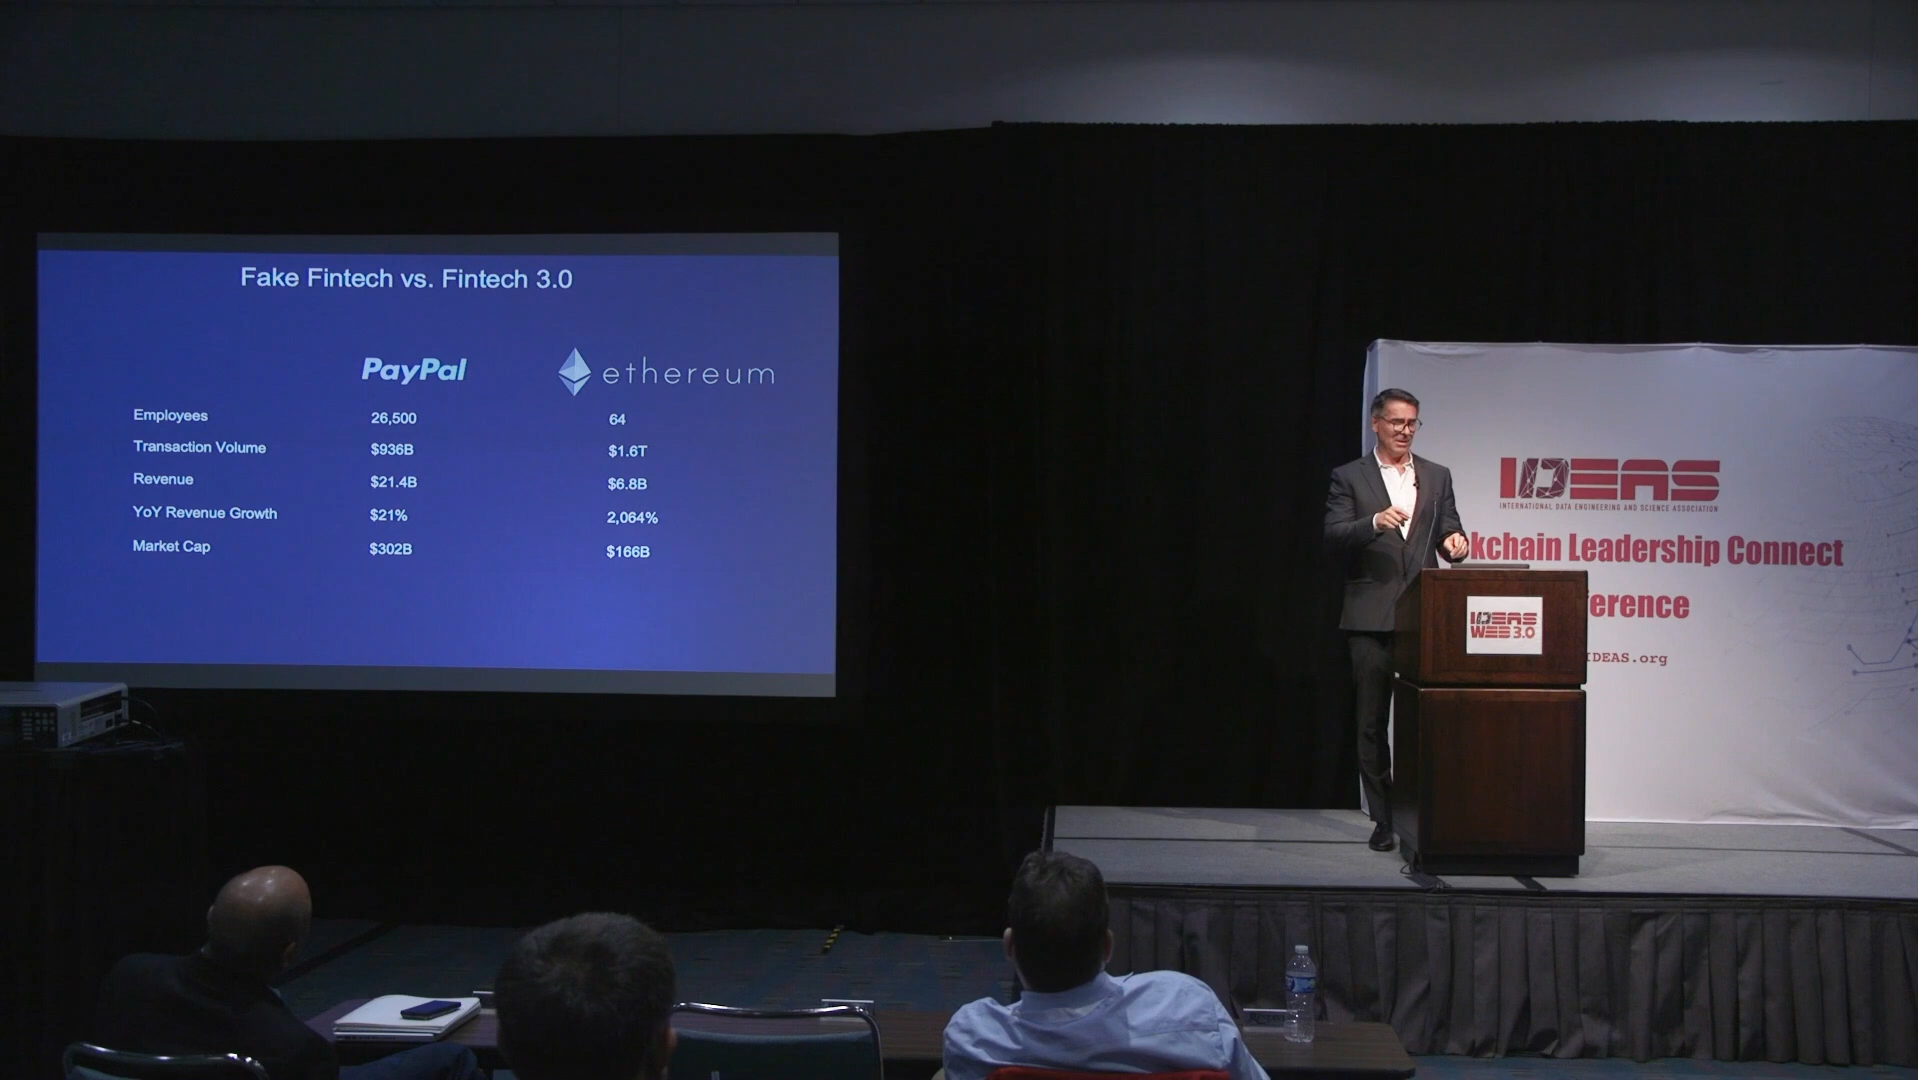 Fake Fintech vs. Fintech 3.0
PayPal ethereum
Employees 26,500 64
Transaction Volume $936B $1.6T
Revenue $21.4B $6.8B
YoY Revenue Growth $21% 2,064%
Market Cap $302B $166B
IDEAS
INTERNATIONAL DATA ENGINEERING AND SCIENCE ASSOCIATION
kchain Leadership Connect
ference
IDEAS.org
IDEAS
WEB 3.0